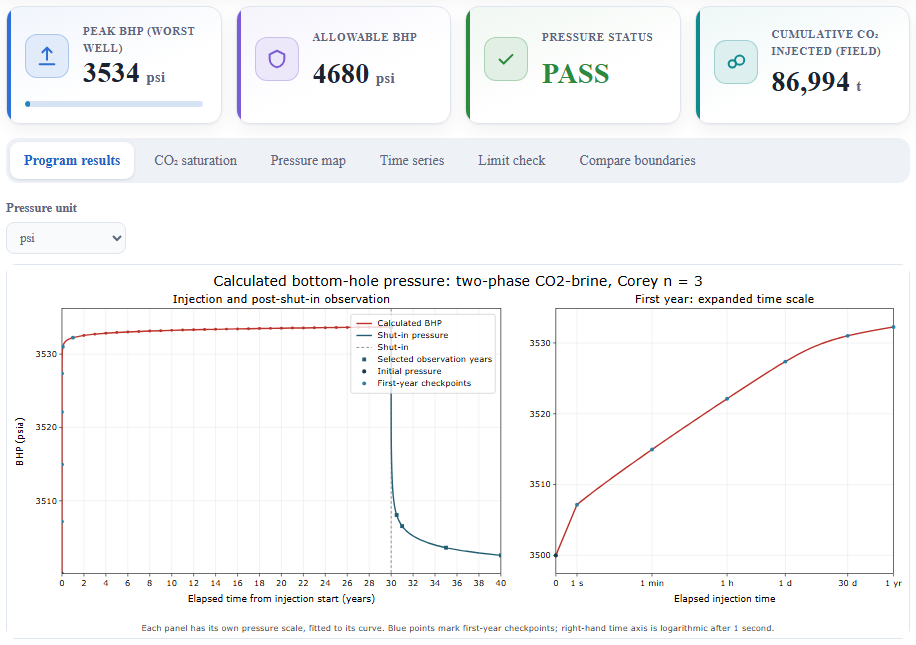 PEAK BHP (WORST
WELL)
3534 psi
ALLOWABLE BHP
4680 psi
PRESSURE STATUS
PASS
CUMULATIVE CO₂
INJECTED (FIELD)
86,994 t
Program results
CO₂ saturation
Pressure map
Time series
Limit check
Compare boundaries
Pressure unit
psi
Calculated bottom-hole pressure: two-phase CO2-brine, Corey n = 3
Injection and post-shut-in observation
BHP (psia)
3530
3520
3510
Calculated BHP
Shut-in pressure
Shut-in
Selected observation years
Initial pressure
First-year checkpoints
0 2 4 6 8 10 12 14 16 18 20 22 24 26 28 30 32 34 36 38 40
Elapsed time from injection start (years)
First year: expanded time scale
3530
3520
3510
3500
0 1 s 1 min 1 h 1 d 30 d 1 yr
Elapsed injection time
Each panel has its own pressure scale, fitted to its curve. Blue points mark first-year checkpoints; right-hand time axis is logarithmic after 1 second.